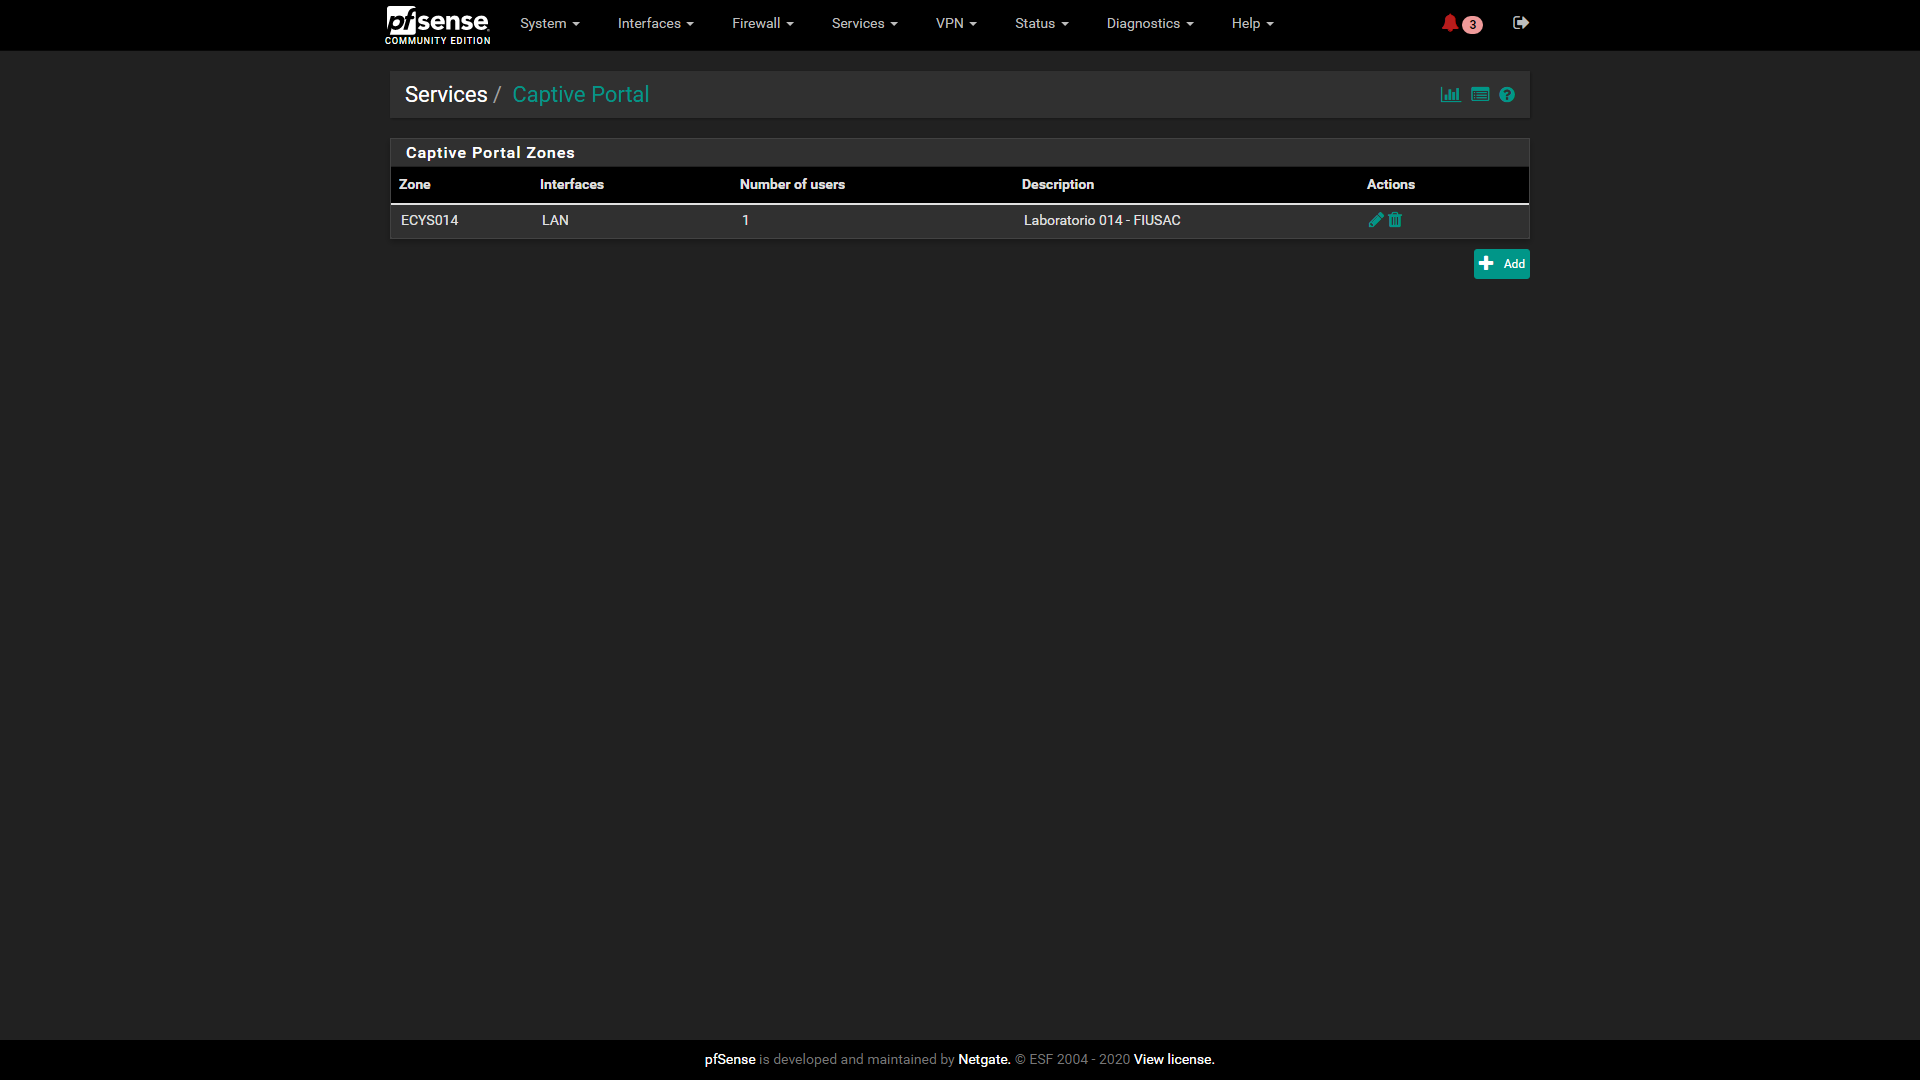 pfsense
COMMUNITY EDITION
System Interfaces Firewall Services VPN Status Diagnostics Help 3
Services / Captive Portal
Captive Portal Zones
Zone Interfaces Number of users Description Actions
ECYS014 LAN 1 Laboratorio 014 - FIUSAC
Add
pfSense is developed and maintained by Netgate. © ESF 2004 - 2020 View license.